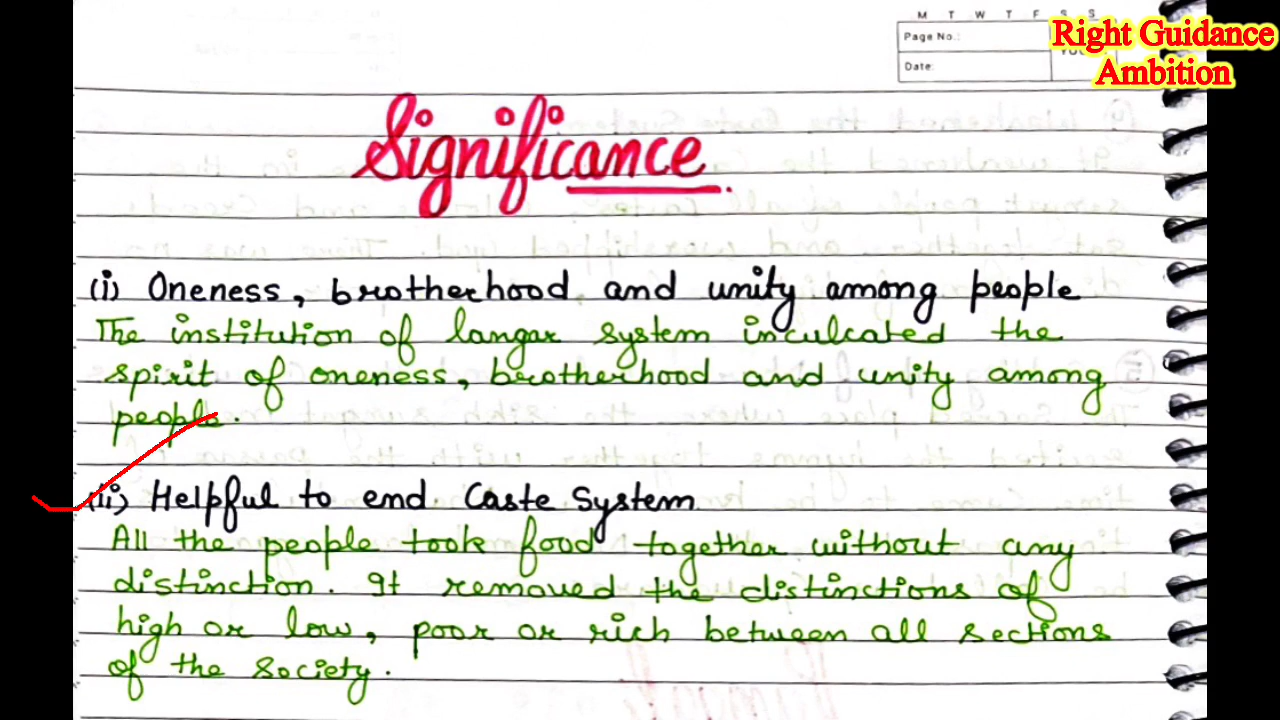 M T W T F S S
Page No.:
Date:
Right Guidance
Ambition
Significance.
(i) Oneness, brotherhood and unity among people
The institution of langar system inculcated the
spirit of oneness, brotherhood and unity among
people.
(ii) Helpful to end Caste System.
All the people took food together without any
distinction. It removed the distinctions of
high or low, poor or rich between all sections
of the society.